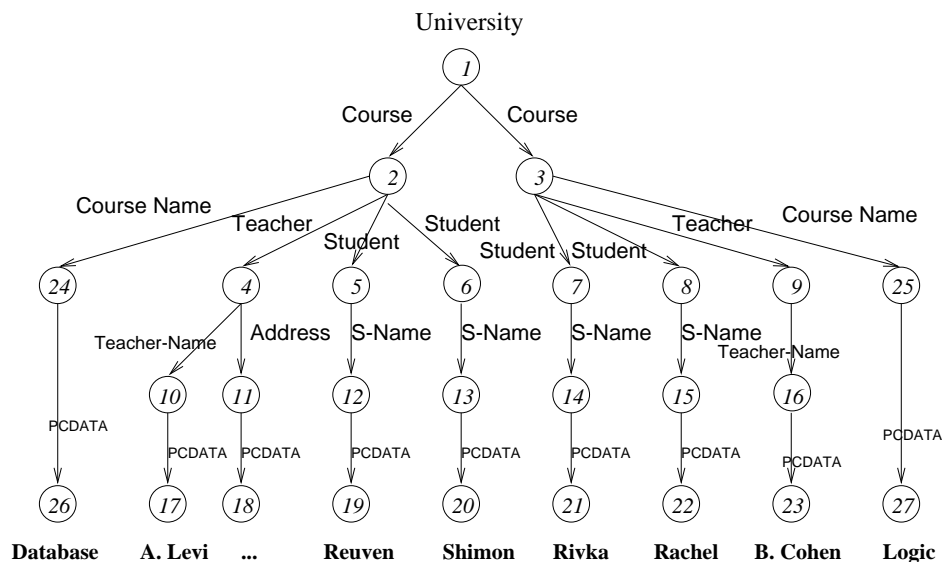 University
1
Course Course
2 3
Course Name Teacher Student Student Student Student Teacher Course Name
24 4 5 6 7 8 9 25
Teacher-Name Address S-Name S-Name S-Name S-Name Teacher-Name
10 11 12 13 14 15 16
PCDATA PCDATA PCDATA PCDATA PCDATA PCDATA PCDATA PCDATA PCDATA
26 17 18 19 20 21 22 23 27
Database A. Levi ... Reuven Shimon Rivka Rachel B. Cohen Logic